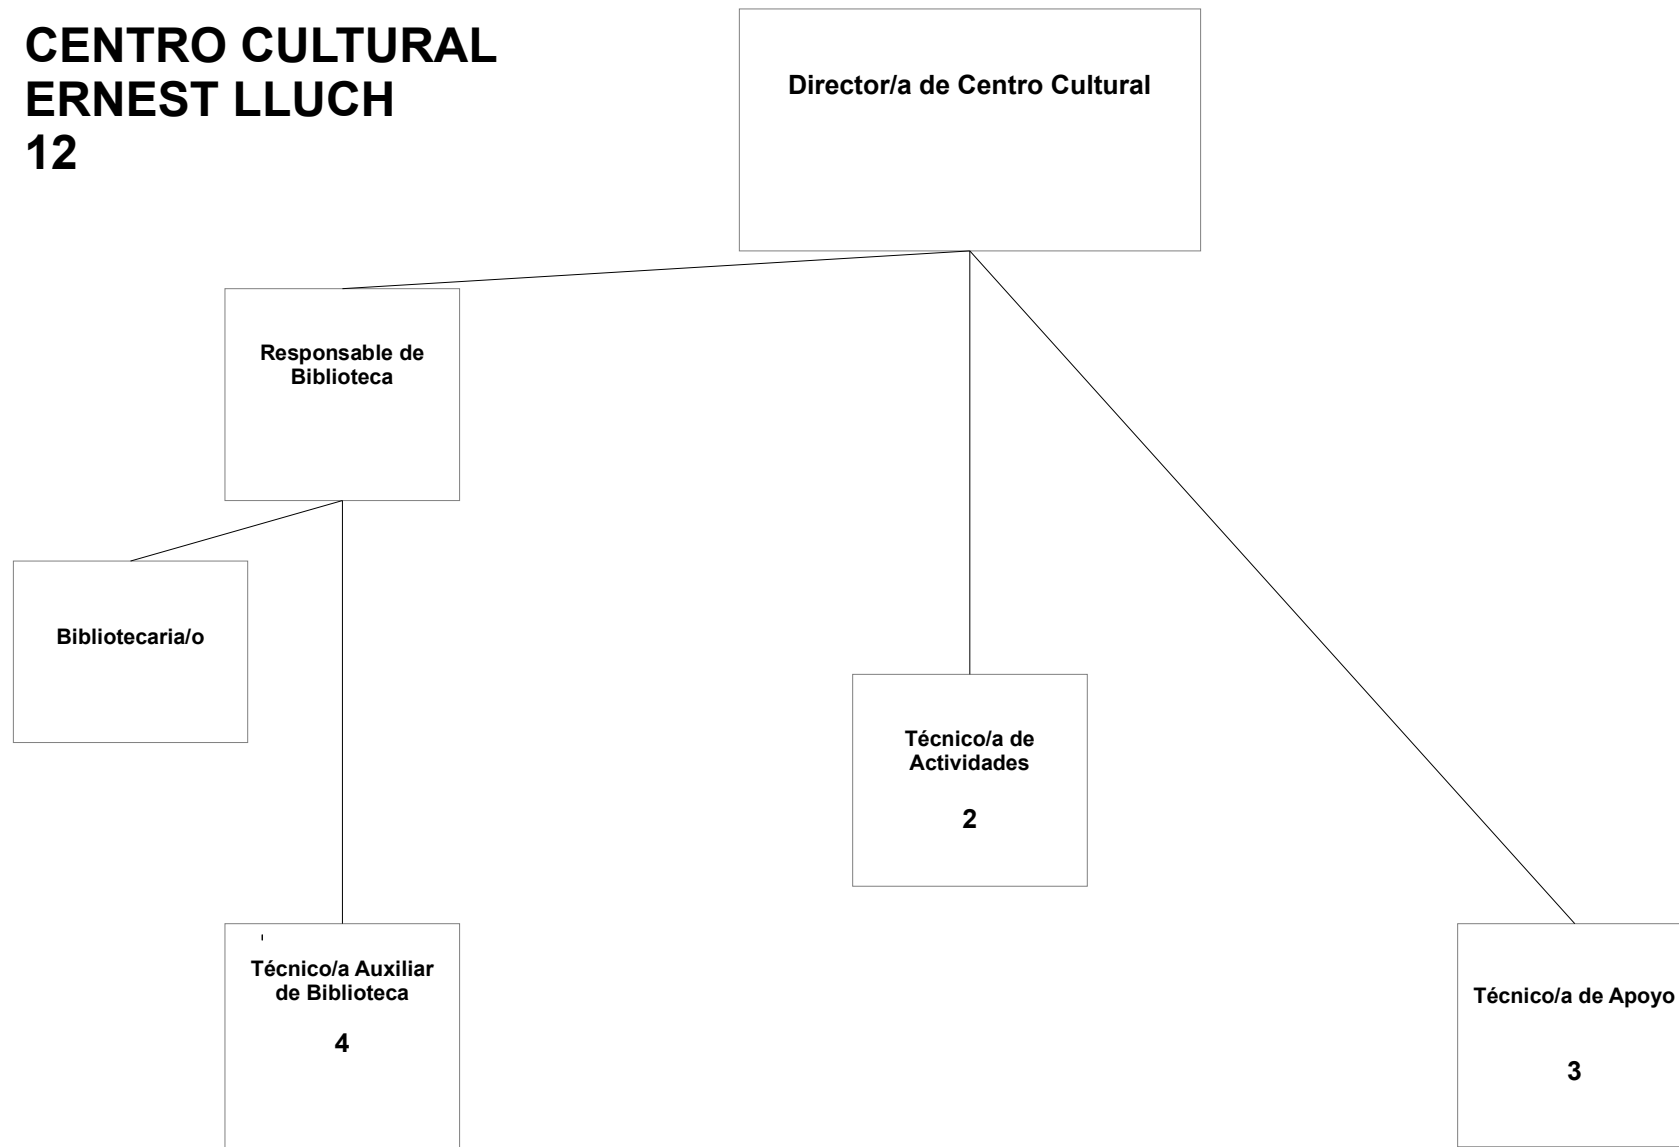 CENTRO CULTURAL
ERNEST LLUCH
12
Director/a de Centro Cultural
Responsable de
Biblioteca
Bibliotecaria/o
Técnico/a de
Actividades
2
Técnico/a Auxiliar
de Biblioteca
4
Técnico/a de Apoyo
3